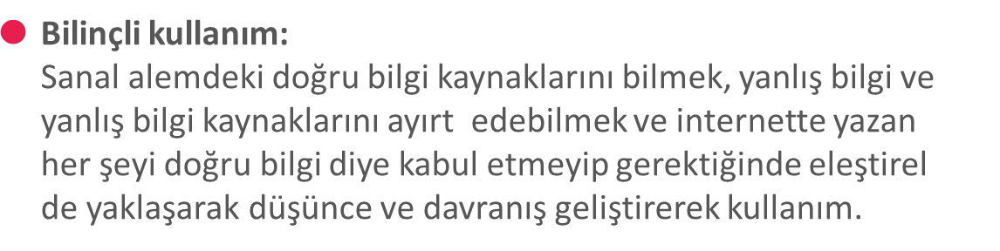 Bilinçli kullanım:
Sanal alemdeki doğru bilgi kaynaklarını bilmek, yanlış bilgi ve
yanlış bilgi kaynaklarını ayırt  edebilmek ve internette yazan
her şeyi doğru bilgi diye kabul etmeyip gerektiğinde eleştirel
de yaklaşarak düşünce ve davranış geliştirerek kullanım.